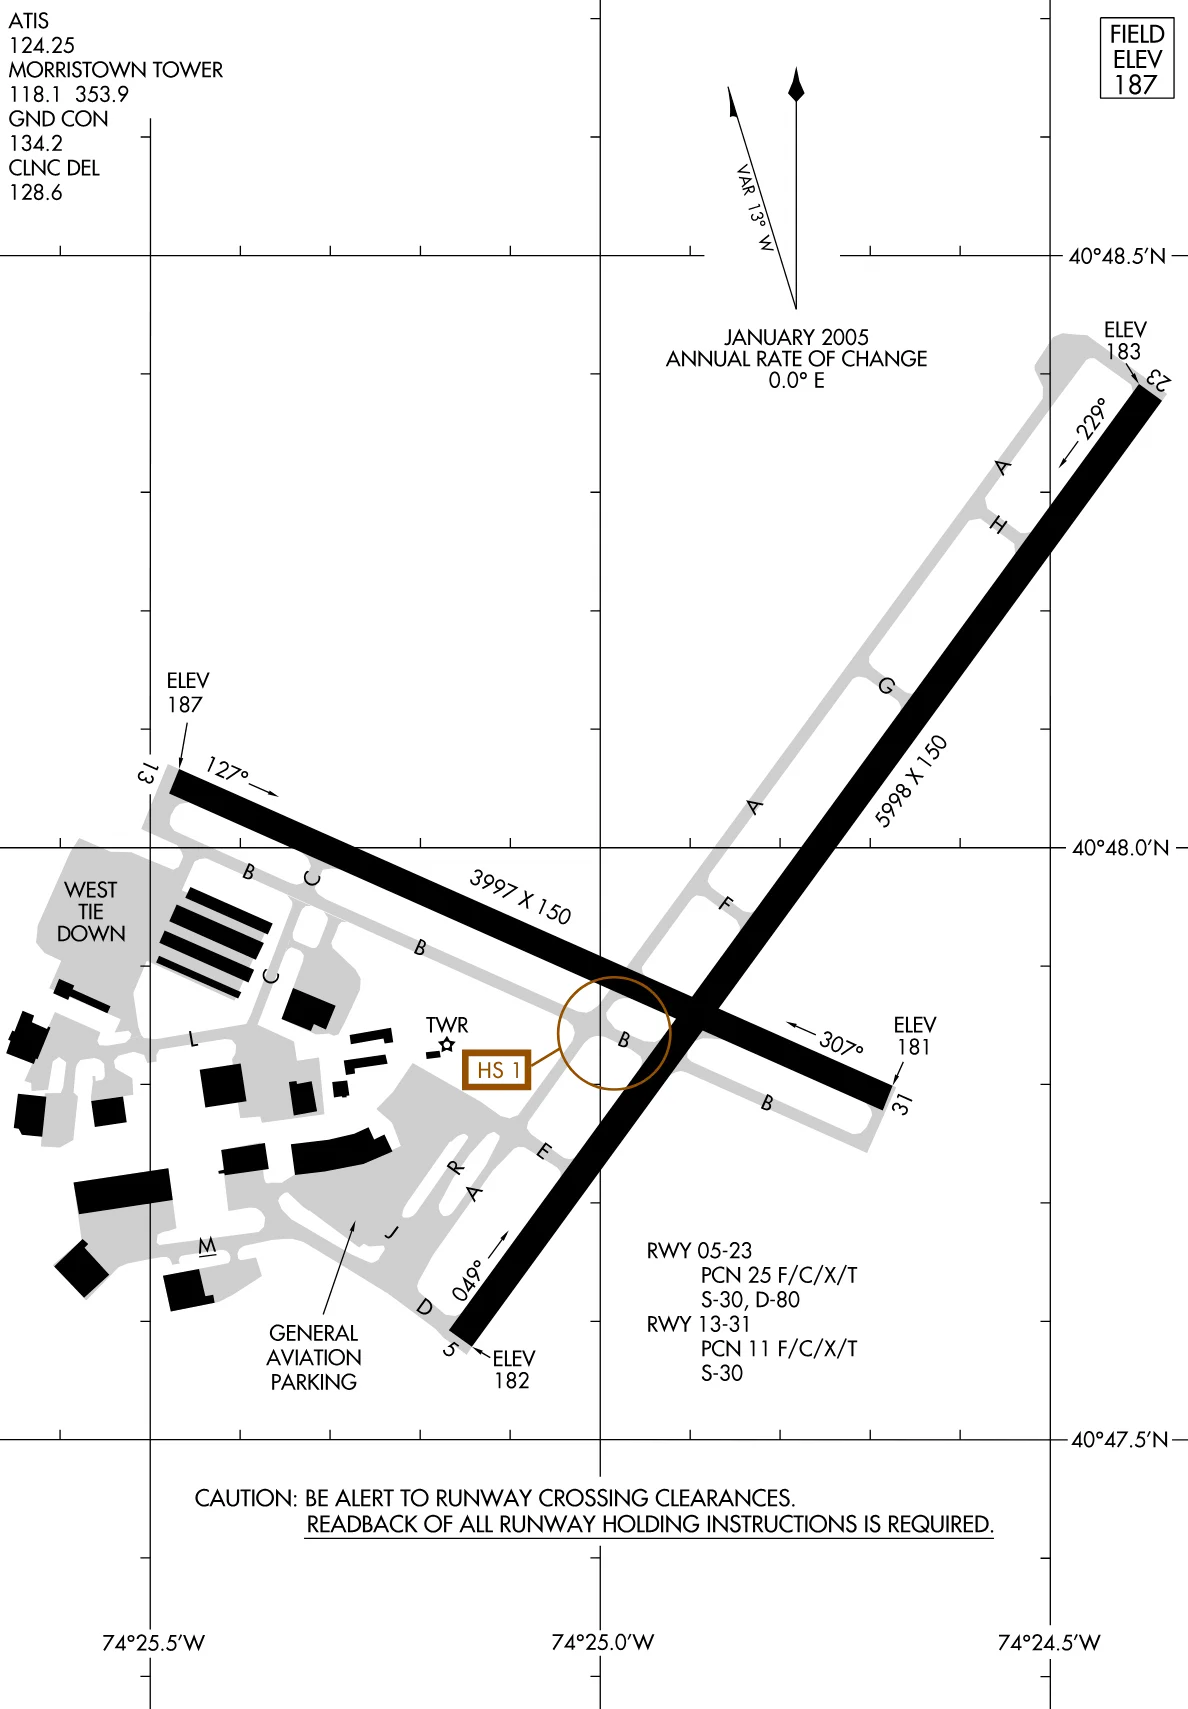 ATIS
124.25
MORRISTOWN TOWER
118.1 353.9
GND CON
134.2
CLNC DEL
128.6
FIELD
ELEV
187
VAR 13° W
40°48.5'N
JANUARY 2005
ANNUAL RATE OF CHANGE
0.0° E
ELEV
183
23
229°
A
H
G
ELEV
187
13
127°
5998 X 150
A
40°48.0'N
B
C
3997 X 150
WEST
TIE
DOWN
F
B
C
L
TWR
B
307°
ELEV
181
HS 1
B
31
E
R
A
J
M
049°
D
5
ELEV
182
GENERAL
AVIATION
PARKING
RWY 05-23
PCN 25 F/C/X/T
S-30, D-80
RWY 13-31
PCN 11 F/C/X/T
S-30
40°47.5'N
CAUTION: BE ALERT TO RUNWAY CROSSING CLEARANCES.
READBACK OF ALL RUNWAY HOLDING INSTRUCTIONS IS REQUIRED.
74°25.5'W
74°25.0'W
74°24.5'W